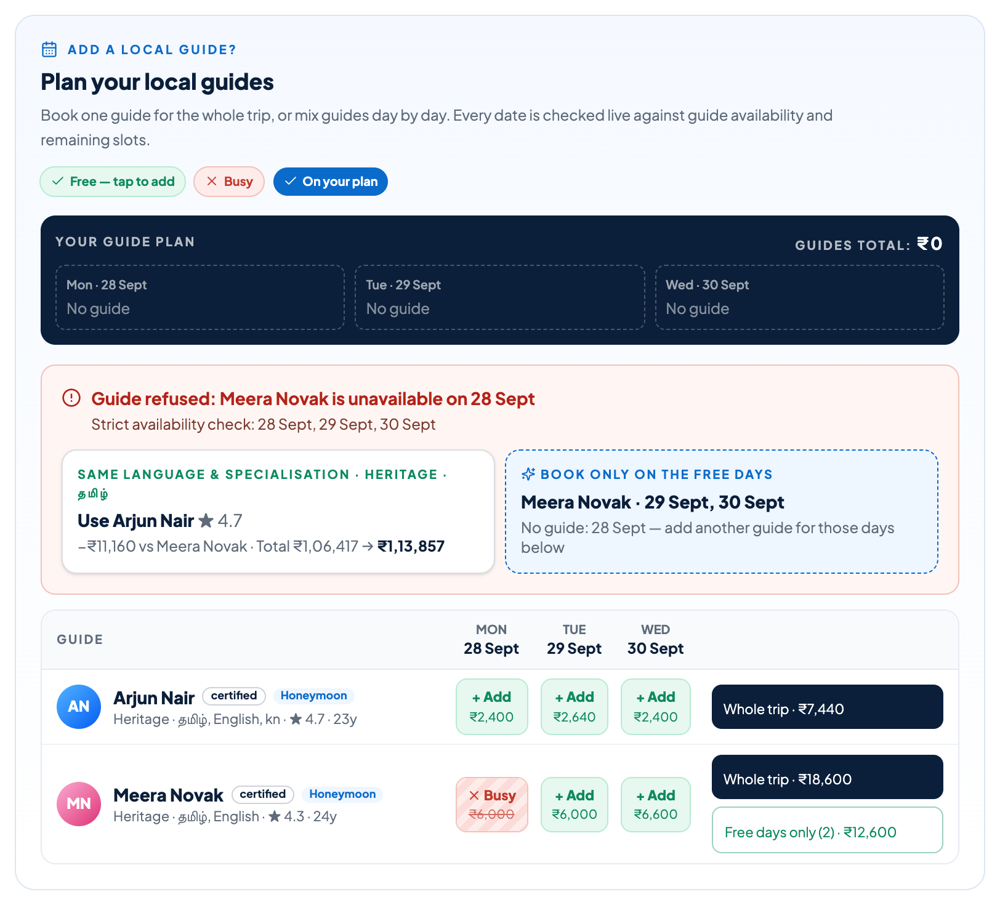 ADD A LOCAL GUIDE?
Plan your local guides
Book one guide for the whole trip, or mix guides day by day. Every date is checked live against guide availability and
remaining slots.
Free — tap to add
Busy
On your plan
YOUR GUIDE PLAN
GUIDES TOTAL: ₹0
Mon · 28 Sept
No guide
Tue · 29 Sept
No guide
Wed · 30 Sept
No guide
Guide refused: Meera Novak is unavailable on 28 Sept
Strict availability check: 28 Sept, 29 Sept, 30 Sept
SAME LANGUAGE & SPECIALISATION · HERITAGE ·
தமிழ்
Use Arjun Nair ★ 4.7
−₹11,160 vs Meera Novak · Total ₹1,06,417 → ₹1,13,857
BOOK ONLY ON THE FREE DAYS
Meera Novak · 29 Sept, 30 Sept
No guide: 28 Sept — add another guide for those days
below
GUIDE
MON
28 Sept
TUE
29 Sept
WED
30 Sept
AN
Arjun Nair certified Honeymoon
Heritage · தமிழ், English, kn · ★ 4.7 · 23y
+ Add
₹2,400
+ Add
₹2,640
+ Add
₹2,400
Whole trip · ₹7,440
MN
Meera Novak certified Honeymoon
Heritage · தமிழ், English · ★ 4.3 · 24y
Busy
₹6,000
+ Add
₹6,000
+ Add
₹6,600
Whole trip · ₹18,600
Free days only (2) · ₹12,600